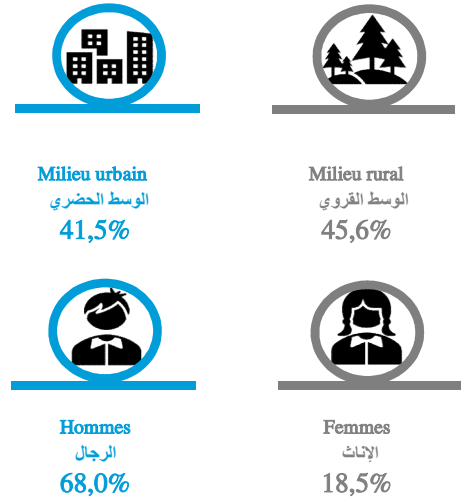 Milieu urbain
الوسط الحضري
41,5%
Milieu rural
الوسط القروي
45,6%
Hommes
الرجال
68,0%
Femmes
الإناث
18,5%